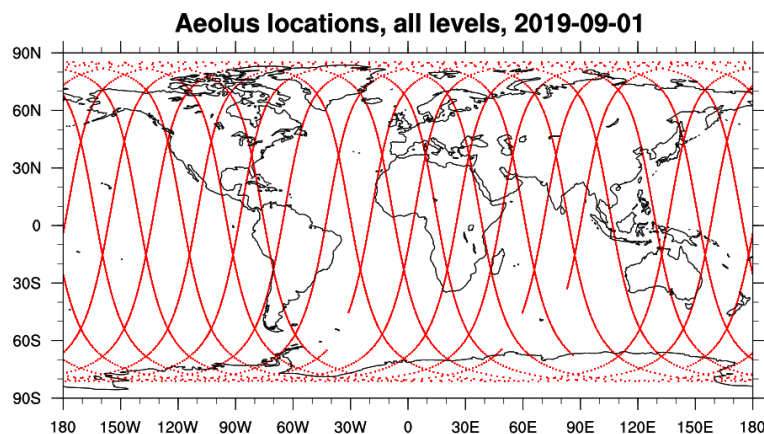 Aeolus locations, all levels, 2019-09-01
90N
60N
30N
0
30S
60S
90S
180 150W 120W 90W 60W 30W 0 30E 60E 90E 120E 150E 180